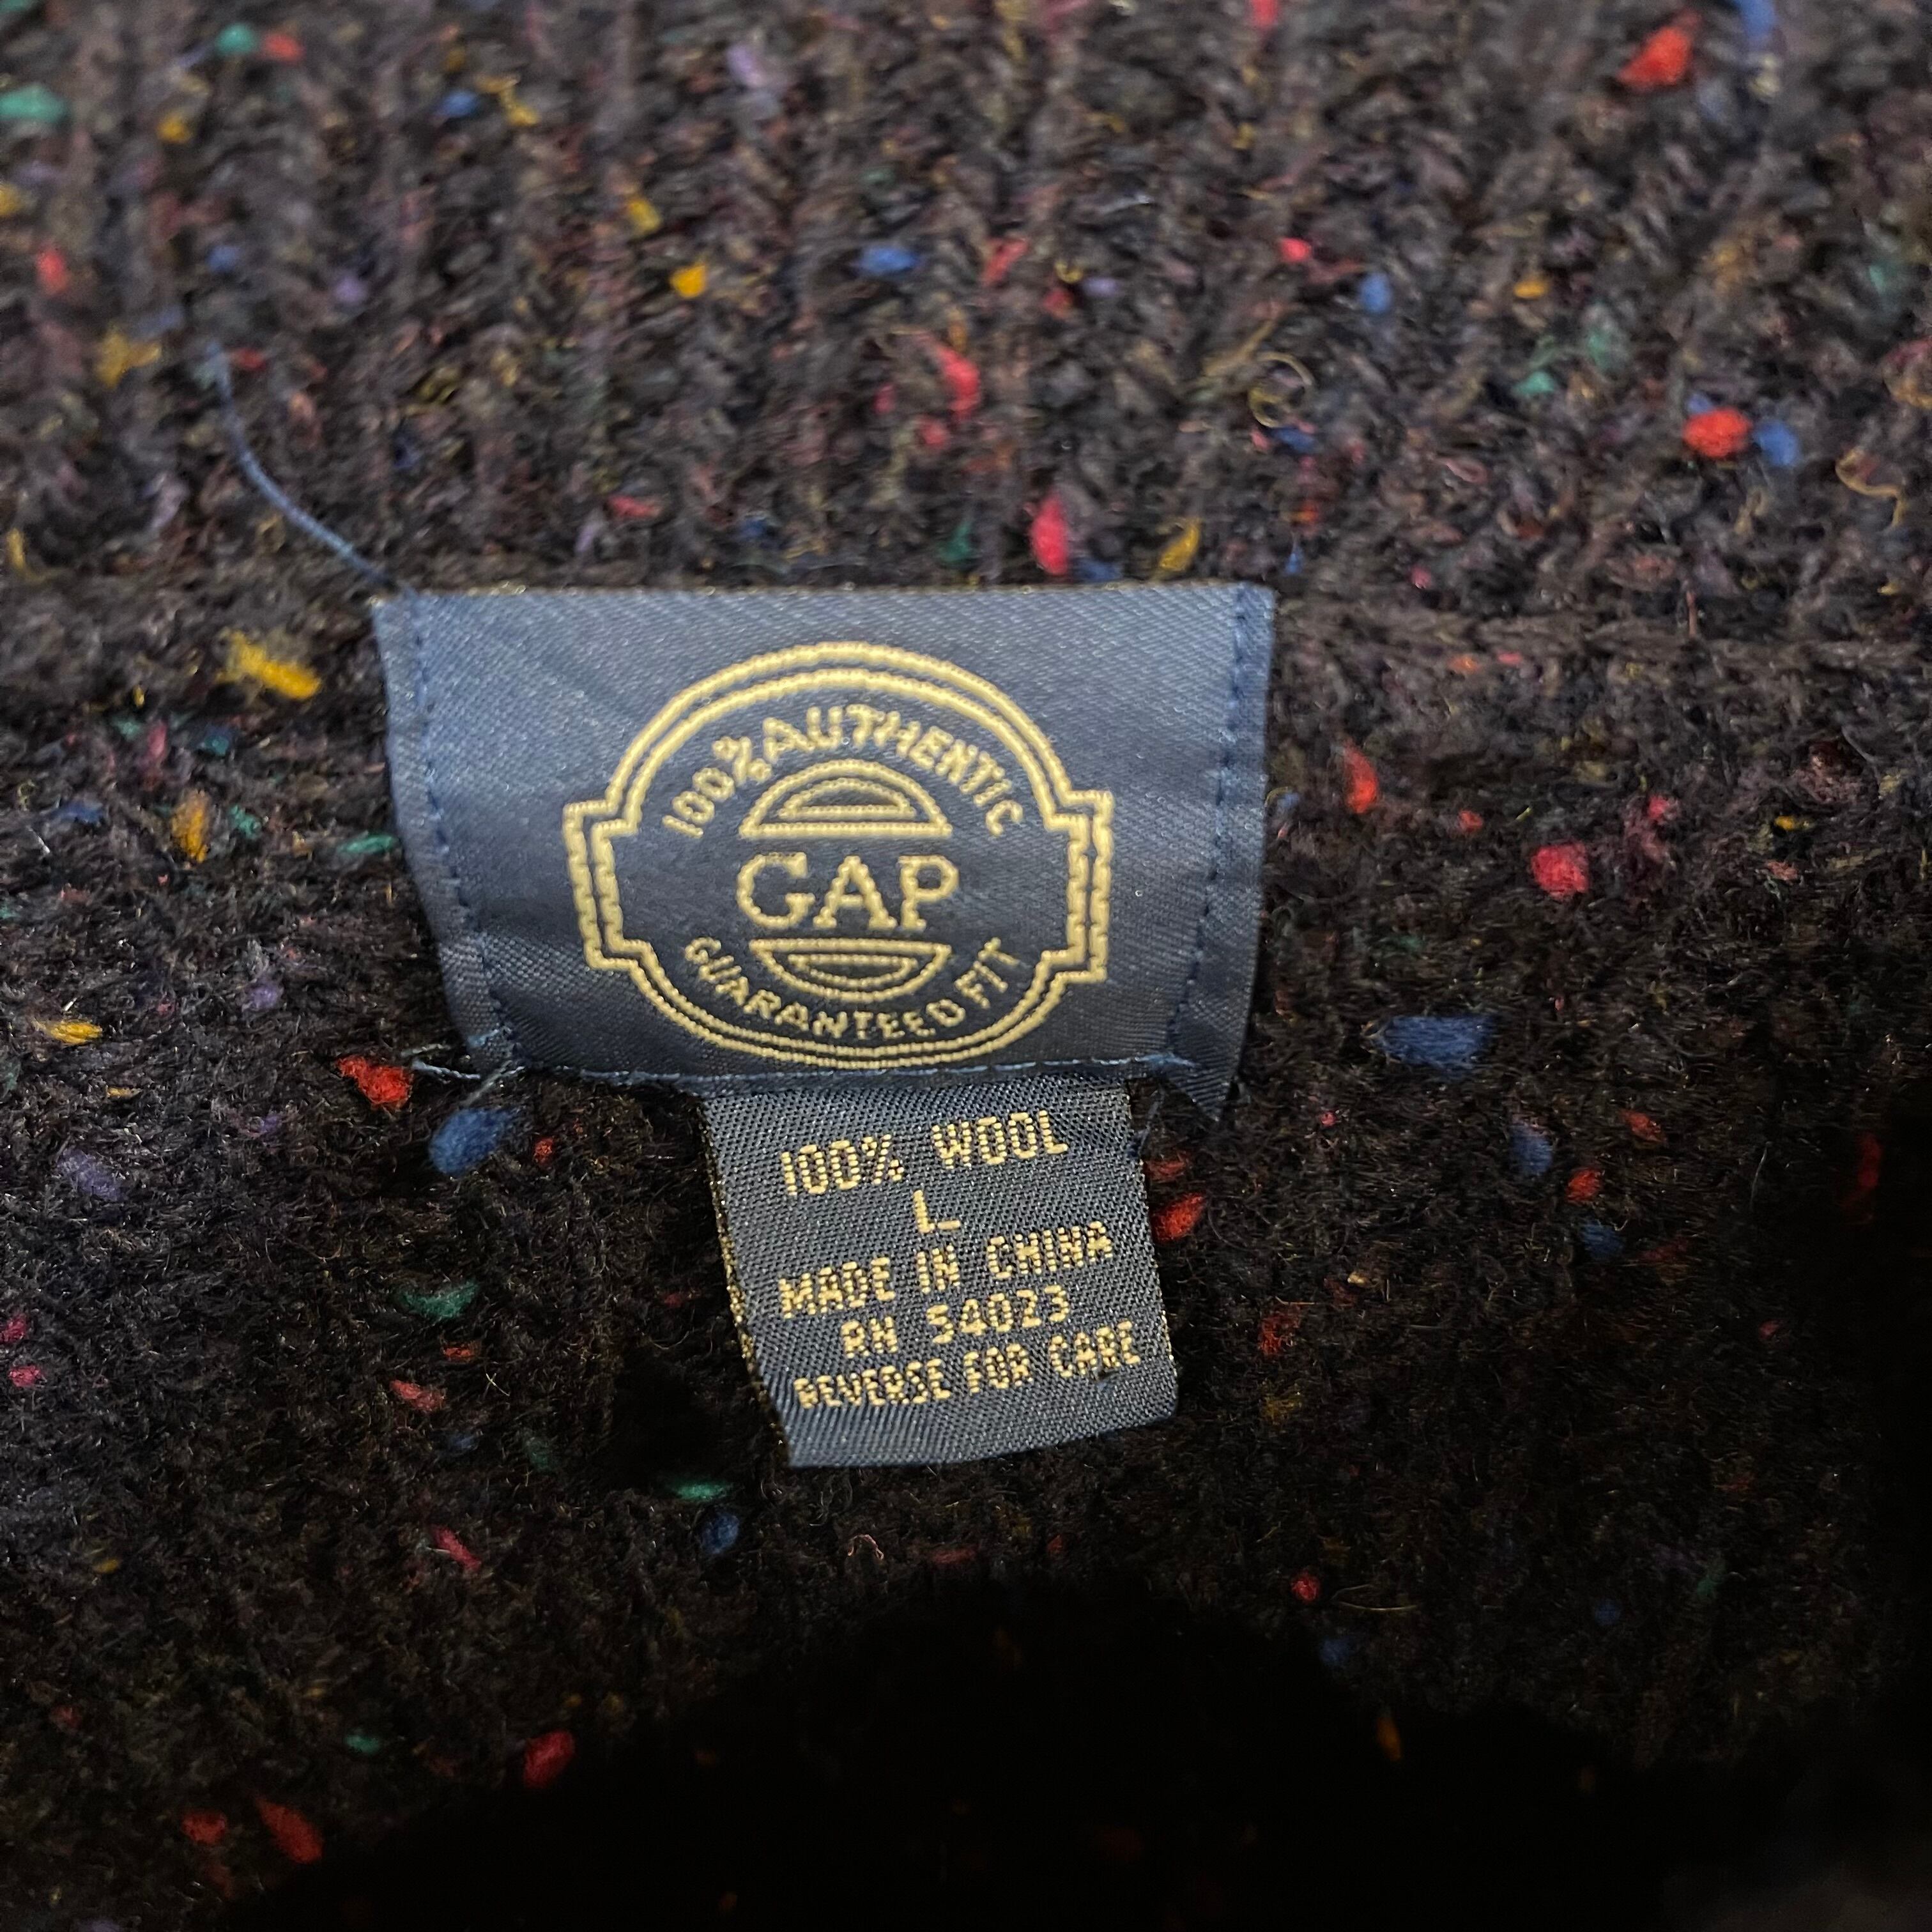 100% AUTHENTIC
GAP
GUARANTEED FIT
100% WOOL
L
MADE IN CHINA
RN 54023
REVERSE FOR CARE